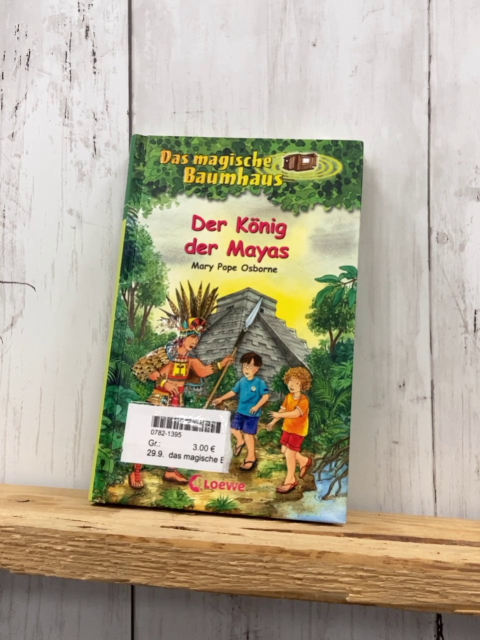 Das magische
Baumhaus
Der König
der Mayas
Mary Pope Osborne
0782-1395
Gr.: 3.00 €
29.9. das magische B
Loewe